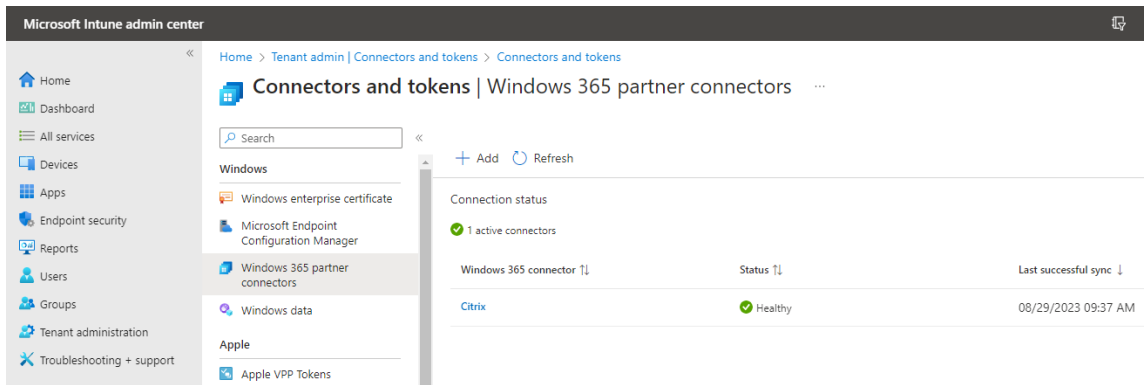 Microsoft Intune admin center
Home > Tenant admin | Connectors and tokens > Connectors and tokens
Connectors and tokens | Windows 365 partner connectors ...
Home
Dashboard
All services
Devices
Apps
Endpoint security
Reports
Users
Groups
Tenant administration
Troubleshooting + support
Search
Windows
Windows enterprise certificate
Microsoft Endpoint
Configuration Manager
Windows 365 partner
connectors
Windows data
Apple
Apple VPP Tokens
Add Refresh
Connection status
1 active connectors
Windows 365 connector Status Last successful sync
Citrix Healthy 08/29/2023 09:37 AM